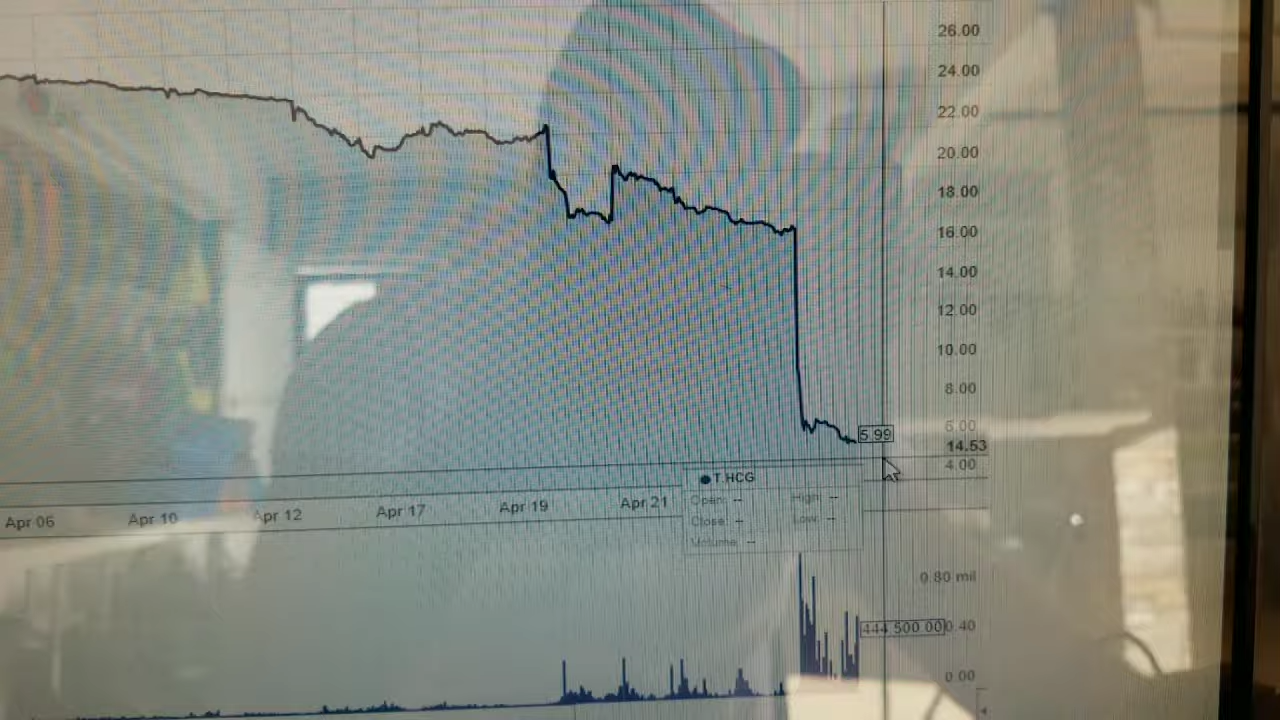 26.00
24.00
22.00
20.00
18.00
16.00
14.00
12.00
10.00
8.00
6.00
5.99
14.53
4.00
T.HCG
Open: -- High: --
Close: -- Low: --
Volume: --
Apr 06 Apr 10 Apr 12 Apr 17 Apr 19 Apr 21
0.80 mil
444 500.00
0.40
0.00